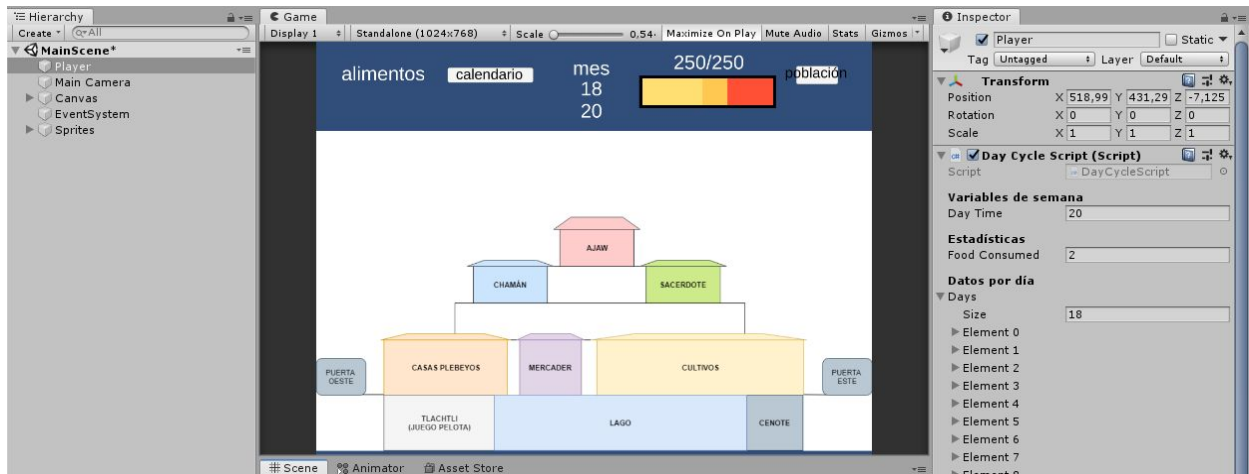 Hierarchy
Create
All
MainScene*
Player
Main Camera
Canvas
EventSystem
Sprites
Game
Display 1
Standalone (1024x768)
Scale
0,54
Maximize On Play
Mute Audio
Stats
Gizmos
alimentos
calendario
mes
18
20
250/250
población
AJAW
CHAMÁN
SACERDOTE
PUERTA
OESTE
CASAS PLEBEYOS
MERCADER
CULTIVOS
PUERTA
ESTE
TLACHTLI
(JUEGO PELOTA)
LAGO
CENOTE
Scene
Animator
Asset Store
Inspector
Player
Static
Tag Untagged
Layer Default
Transform
Position X 518,99 Y 431,29 Z -7,125
Rotation X 0 Y 0 Z 0
Scale X 1 Y 1 Z 1
Day Cycle Script (Script)
Script DayCycleScript
Variables de semana
Day Time 20
Estadísticas
Food Consumed 2
Datos por día
Days
Size 18
Element 0
Element 1
Element 2
Element 3
Element 4
Element 5
Element 6
Element 7